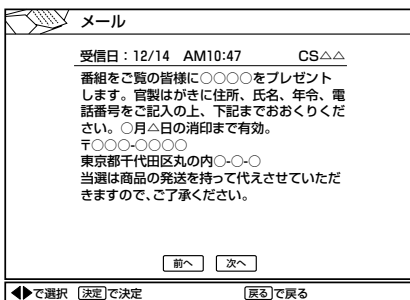 メール
受信日：12/14　AM10:47　CS△△
番組をご覧の皆様に○○○○をプレゼント
します。官製はがきに住所、氏名、年令、電
話番号をご記入の上、下記までおおくりくだ
さい。○月△日の消印まで有効。
〒○○○-○○○○
東京都千代田区丸の内○-○-○
当選は商品の発送を持って代えさせていただ
きますので、ご了承ください。
前へ　次へ
◀▶で選択　決定で決定　戻るで戻る